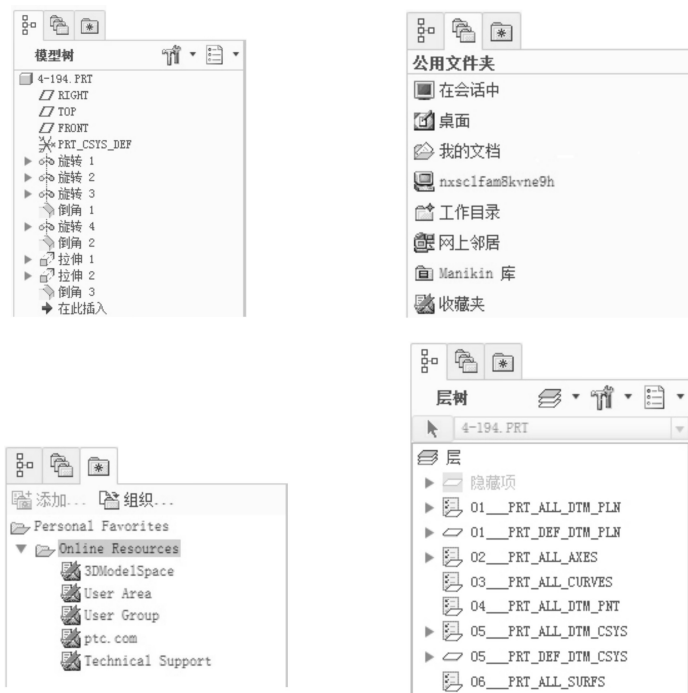 模型树
4-194.PRT
RIGHT
TOP
FRONT
PRT_CSYS_DEF
旋转 1
旋转 2
旋转 3
倒角 1
旋转 4
倒角 2
拉伸 1
拉伸 2
倒角 3
在此插入
公用文件夹
在会话中
桌面
我的文档
nxsclfam8kvne9h
工作目录
网上邻居
Manikin 库
收藏夹
添加... 组织...
Personal Favorites
Online Resources
3DModelSpace
User Area
User Group
ptc.com
Technical Support
层树
4-194.PRT
层
隐藏项
01___PRT_ALL_DTM_PLN
01___PRT_DEF_DTM_PLN
02___PRT_ALL_AXES
03___PRT_ALL_CURVES
04___PRT_ALL_DTM_PNT
05___PRT_ALL_DTM_CSYS
05___PRT_DEF_DTM_CSYS
06___PRT_ALL_SURFS